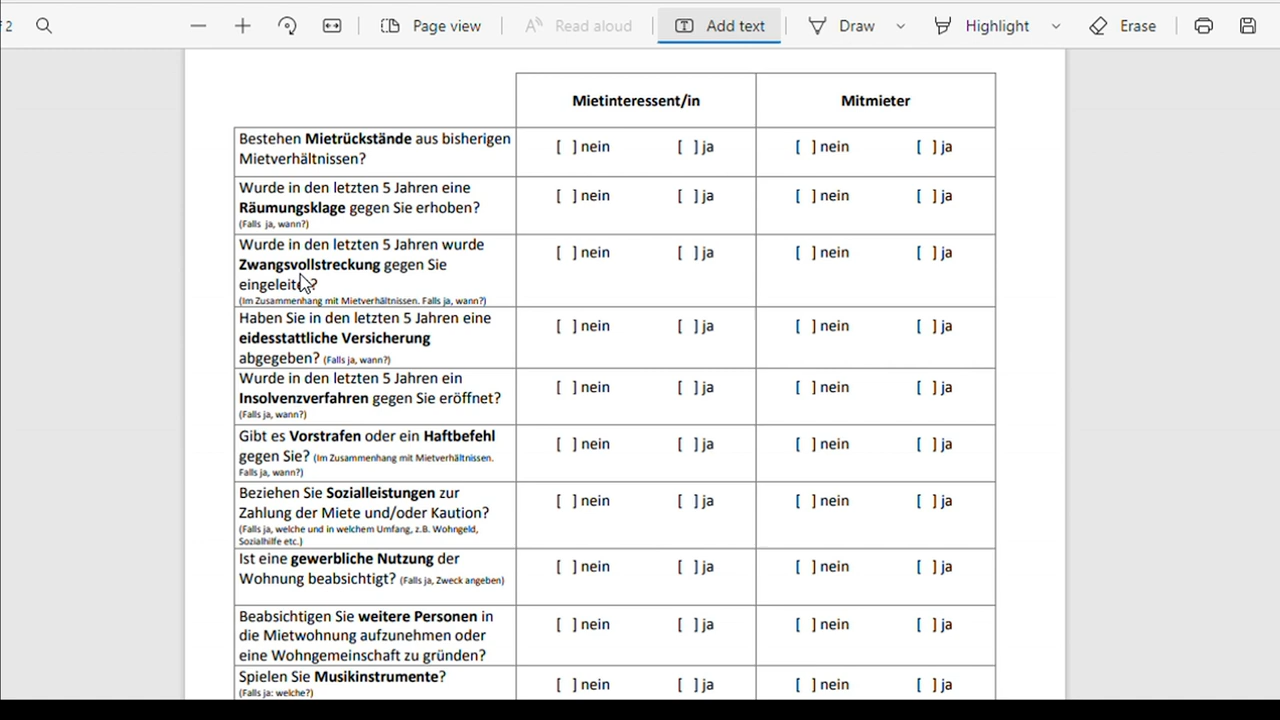 2
Page view
Read aloud
Add text
Draw
Highlight
Erase
Mietinteressent/in Mitmieter
Bestehen Mietrückstände aus bisherigen
Mietverhältnissen?
[ ] nein [ ] ja [ ] nein [ ] ja
Wurde in den letzten 5 Jahren eine
Räumungsklage gegen Sie erhoben?
(Falls ja, wann?)
[ ] nein [ ] ja [ ] nein [ ] ja
Wurde in den letzten 5 Jahren wurde
Zwangsvollstreckung gegen Sie
eingeleitet?
(Im Zusammenhang mit Mietverhältnissen. Falls ja, wann?)
[ ] nein [ ] ja [ ] nein [ ] ja
Haben Sie in den letzten 5 Jahren eine
eidesstattliche Versicherung
abgegeben? (Falls ja, wann?)
[ ] nein [ ] ja [ ] nein [ ] ja
Wurde in den letzten 5 Jahren ein
Insolvenzverfahren gegen Sie eröffnet?
(Falls ja, wann?)
[ ] nein [ ] ja [ ] nein [ ] ja
Gibt es Vorstrafen oder ein Haftbefehl
gegen Sie? (Im Zusammenhang mit Mietverhältnissen.
Falls ja, wann?)
[ ] nein [ ] ja [ ] nein [ ] ja
Beziehen Sie Sozialleistungen zur
Zahlung der Miete und/oder Kaution?
(Falls ja, welche und in welchem Umfang, z.B. Wohngeld,
Sozialhilfe etc.)
[ ] nein [ ] ja [ ] nein [ ] ja
Ist eine gewerbliche Nutzung der
Wohnung beabsichtigt? (Falls ja, Zweck angeben)
[ ] nein [ ] ja [ ] nein [ ] ja
Beabsichtigen Sie weitere Personen in
die Mietwohnung aufzunehmen oder
eine Wohngemeinschaft zu gründen?
[ ] nein [ ] ja [ ] nein [ ] ja
Spielen Sie Musikinstrumente?
(Falls ja: welche?)
[ ] nein [ ] ja [ ] nein [ ] ja